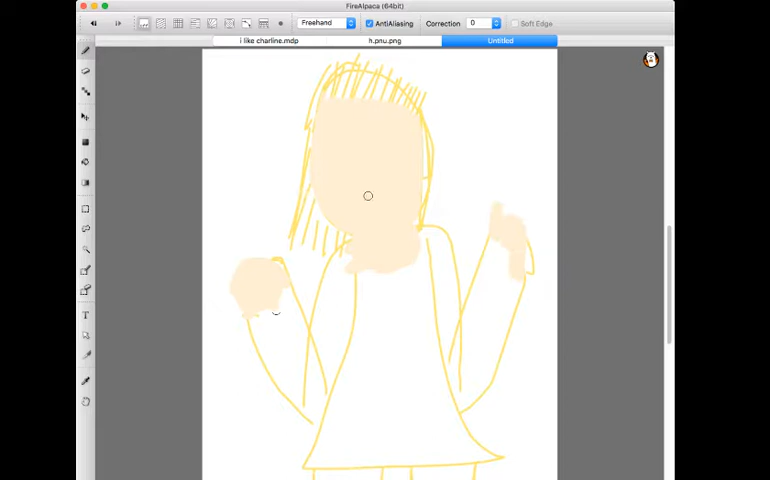 FireAlpaca (64bit)
Freehand AntiAliasing Correction 0 Soft Edge
i like charline.mdp h.pnu.png Untitled
T